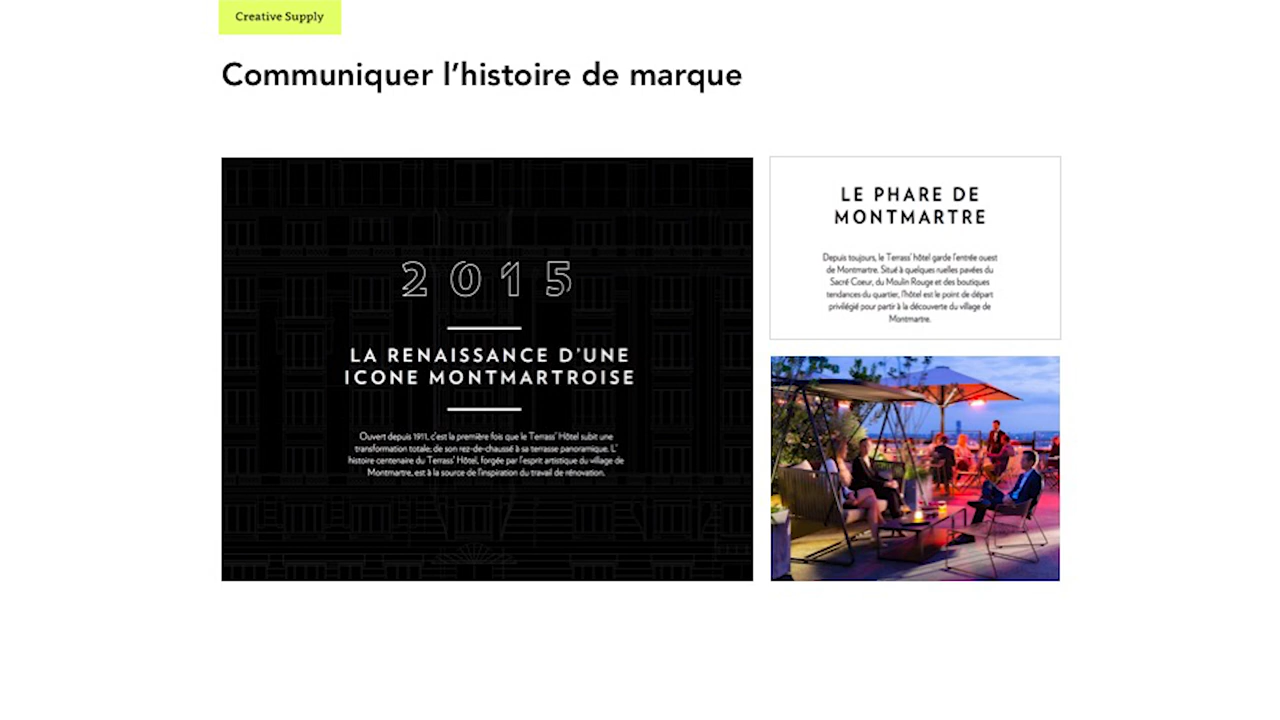 Creative Supply
Communiquer l’histoire de marque
2015
LA RENAISSANCE D’UNE
ICONE MONTMARTROISE
Ouvert depuis 1911, c’est la première fois que le Terrass’ Hôtel subit une
transformation totale; de son rez-de-chaussé à sa terrasse panoramique. L’
histoire centenaire du Terrass’ Hôtel, forgée par l’esprit artistique du village de
Montmartre, est à la source de l’inspiration du travail de rénovation.
LE PHARE DE
MONTMARTRE
Depuis toujours, le Terrass’ hôtel garde l’entrée ouest
de Montmartre. Situé à quelques ruelles pavées du
Sacré Coeur, du Moulin Rouge et des boutiques
tendances du quartier, l’hôtel est le point de départ
privilégié pour partir à la découverte du village de
Montmartre.